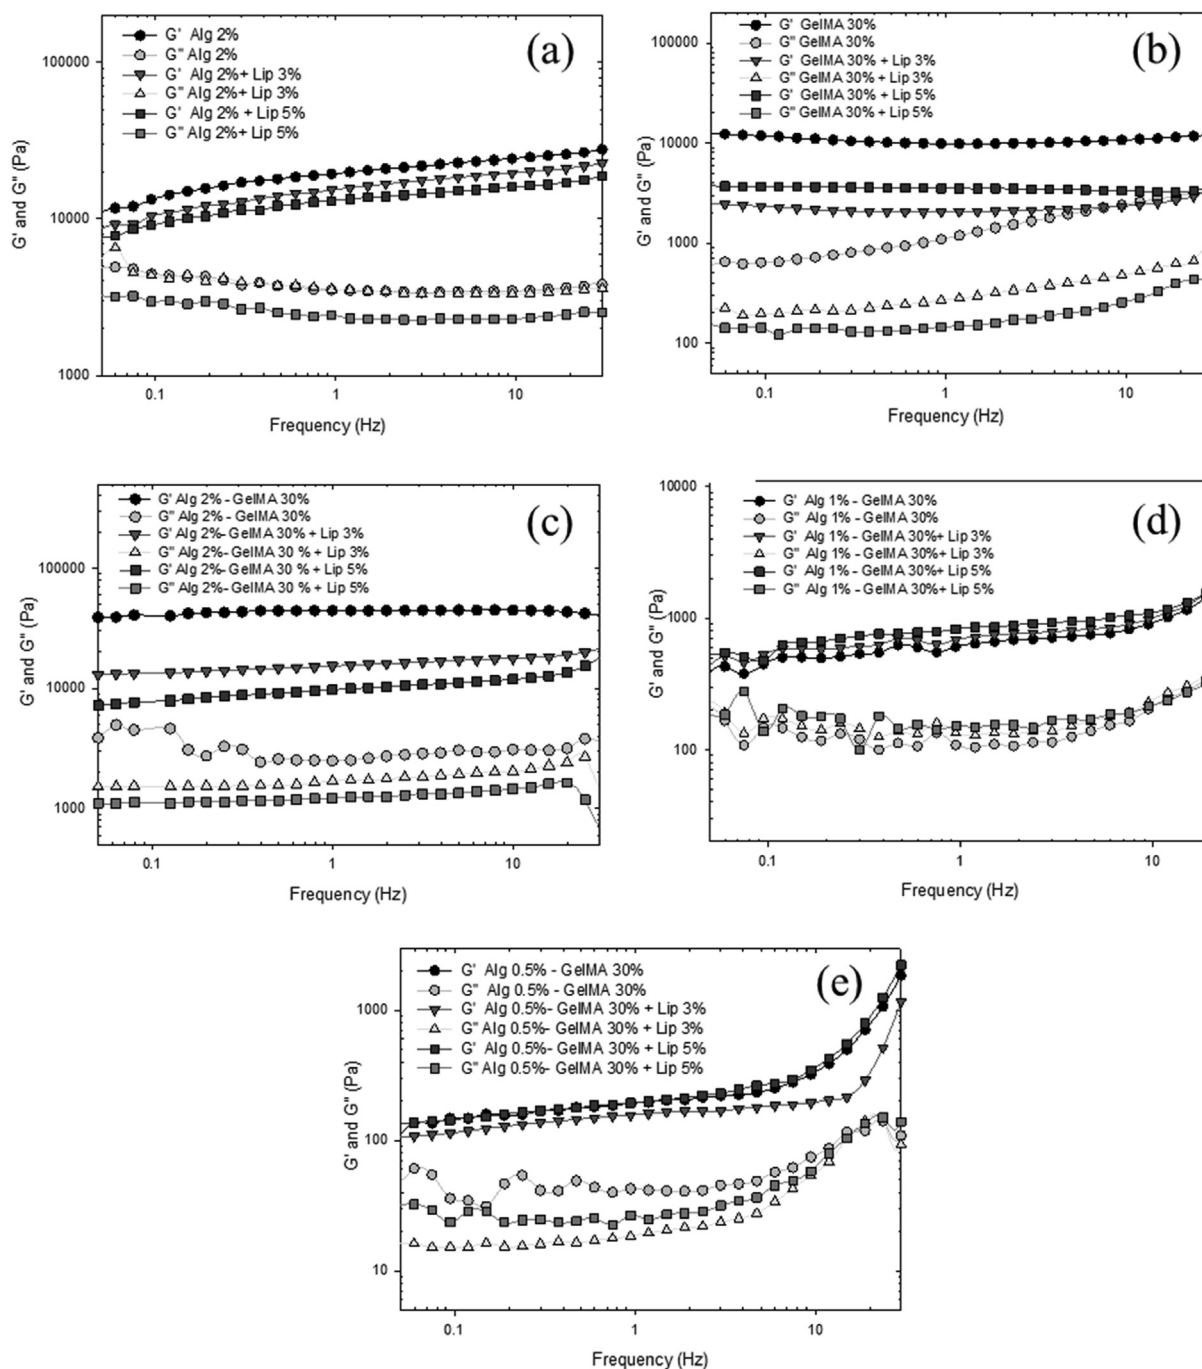 (a)
G' Alg 2%
G" Alg 2%
G' Alg 2%+ Lip 3%
G" Alg 2%+ Lip 3%
G' Alg 2% + Lip 5%
G" Alg 2%+ Lip 5%
100000
10000
1000
G' and G" (Pa)
0.1 1 10
Frequency (Hz)
(b)
G' GelMA 30%
G" GelMA 30%
G' GelMA 30% + Lip 3%
G" GelMA 30% + Lip 3%
G' GelMA 30% + Lip 5%
G" GelMA 30% + Lip 5%
100000
10000
1000
100
G' and G" (Pa)
0.1 1 10
Frequency (Hz)
(c)
G' Alg 2%- GelMA 30%
G" Alg 2%- GelMA 30%
G' Alg 2%- GelMA 30% + Lip 3%
G" Alg 2%- GelMA 30 % + Lip 3%
G' Alg 2%- GelMA 30 % + Lip 5%
G" Alg 2%- GelMA 30 % + Lip 5%
100000
10000
1000
G' and G" (Pa)
0.1 1 10
Frequency (Hz)
(d)
G' Alg 1% - GelMA 30%
G" Alg 1% - GelMA 30%
G' Alg 1% - GelMA 30%+ Lip 3%
G" Alg 1% - GelMA 30%+ Lip 3%
G' Alg 1% - GelMA 30%+ Lip 5%
G" Alg 1% - GelMA 30%+ Lip 5%
10000
1000
100
G' and G" (Pa)
0.1 1 10
Frequency (Hz)
(e)
G' Alg 0.5% - GelMA 30%
G" Alg 0.5% - GelMA 30%
G' Alg 0.5%- GelMA 30% + Lip 3%
G" Alg 0.5%- GelMA 30% + Lip 3%
G' Alg 0.5%- GelMA 30% + Lip 5%
G" Alg 0.5%- GelMA 30% + Lip 5%
1000
100
10
G' and G" (Pa)
0.1 1 10
Frequency (Hz)